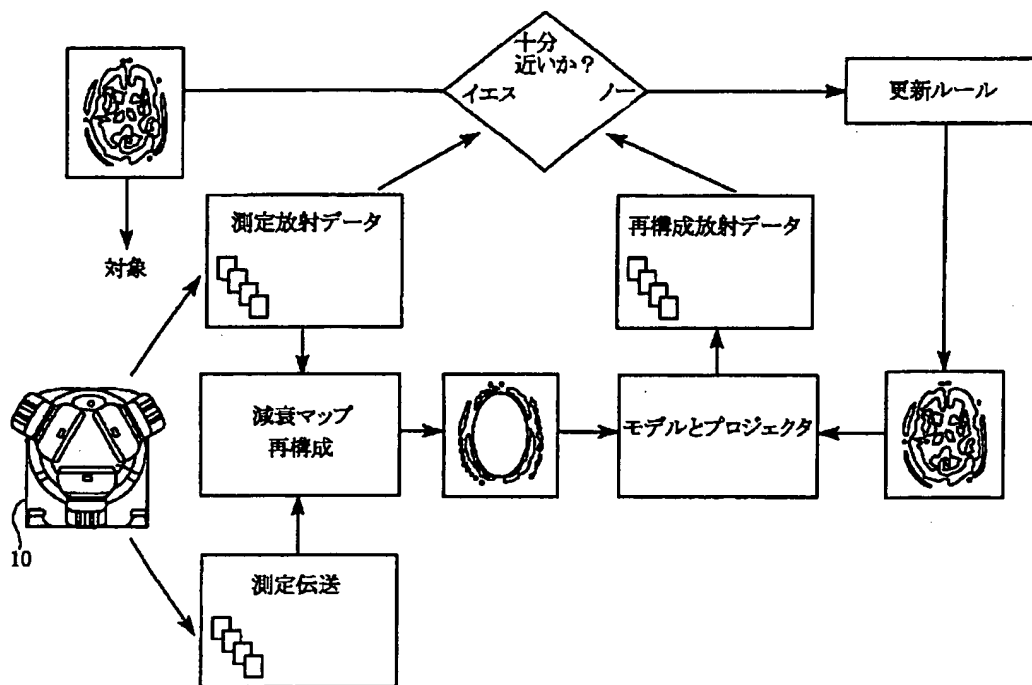 十分
近いか？
イエス
ノー
更新ルール
測定放射データ
再構成放射データ
対象
減衰マップ
再構成
モデルとプロジェクタ
10
測定伝送